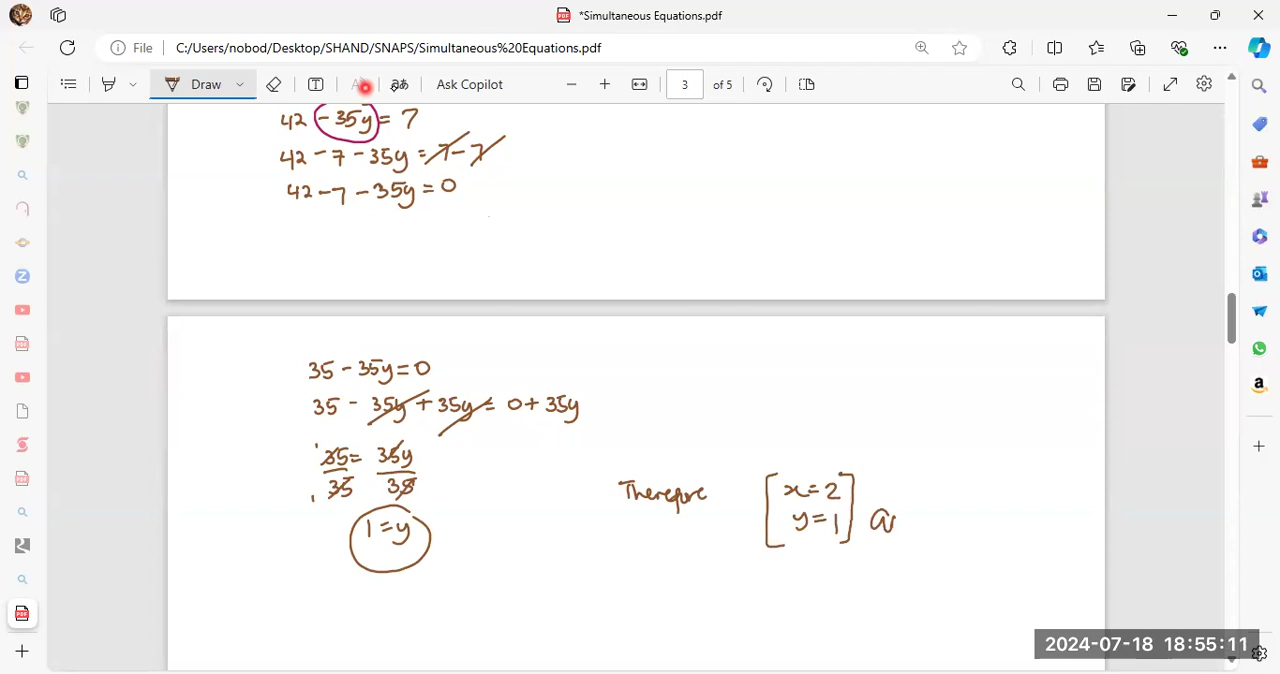 *Simultaneous Equations.pdf
File C:/Users/nobod/Desktop/SHAND/SNAPS/Simultaneous%20Equations.pdf
Draw Ask Copilot 3 of 5
42 - 35y = 7
42 - 7 - 35y = 7 - 7
42 - 7 - 35y = 0
35 - 35y = 0
35 - 35y + 35y = 0 + 35y
35 = 35y
35 35
1 = y
Therefore
x = 2
y = 1
2024-07-18 18:55:11